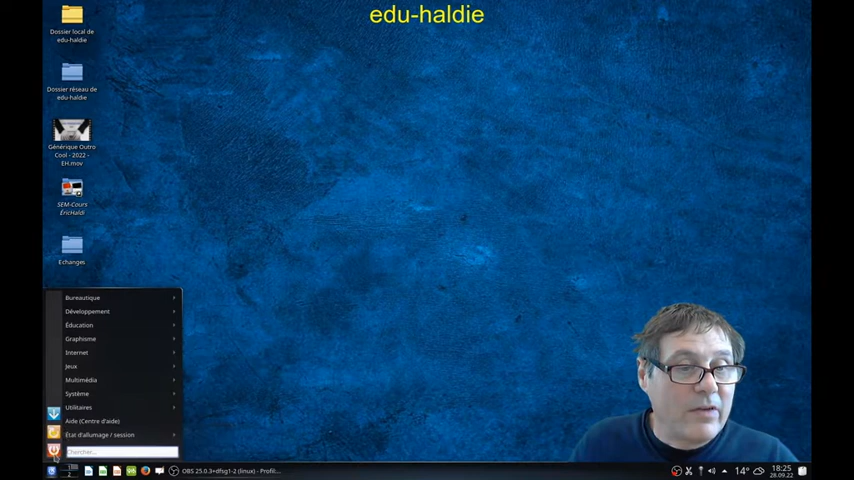 edu-haldie
Dossier local de
edu-haldie
Dossier réseau de
edu-haldie
Générique Outro
Cool - 2022 -
EH.mov
SEM-Cours
ÉricHaldi
Echanges
Bureautique
Développement
Éducation
Graphisme
Internet
Jeux
Multimédia
Système
Utilitaires
Aide (Centre d'aide)
État d'allumage / session
Chercher...
2
OBS 25.0.3+dfsg1-2 (linux) - Profil:...
14°
18:25
28.09.22